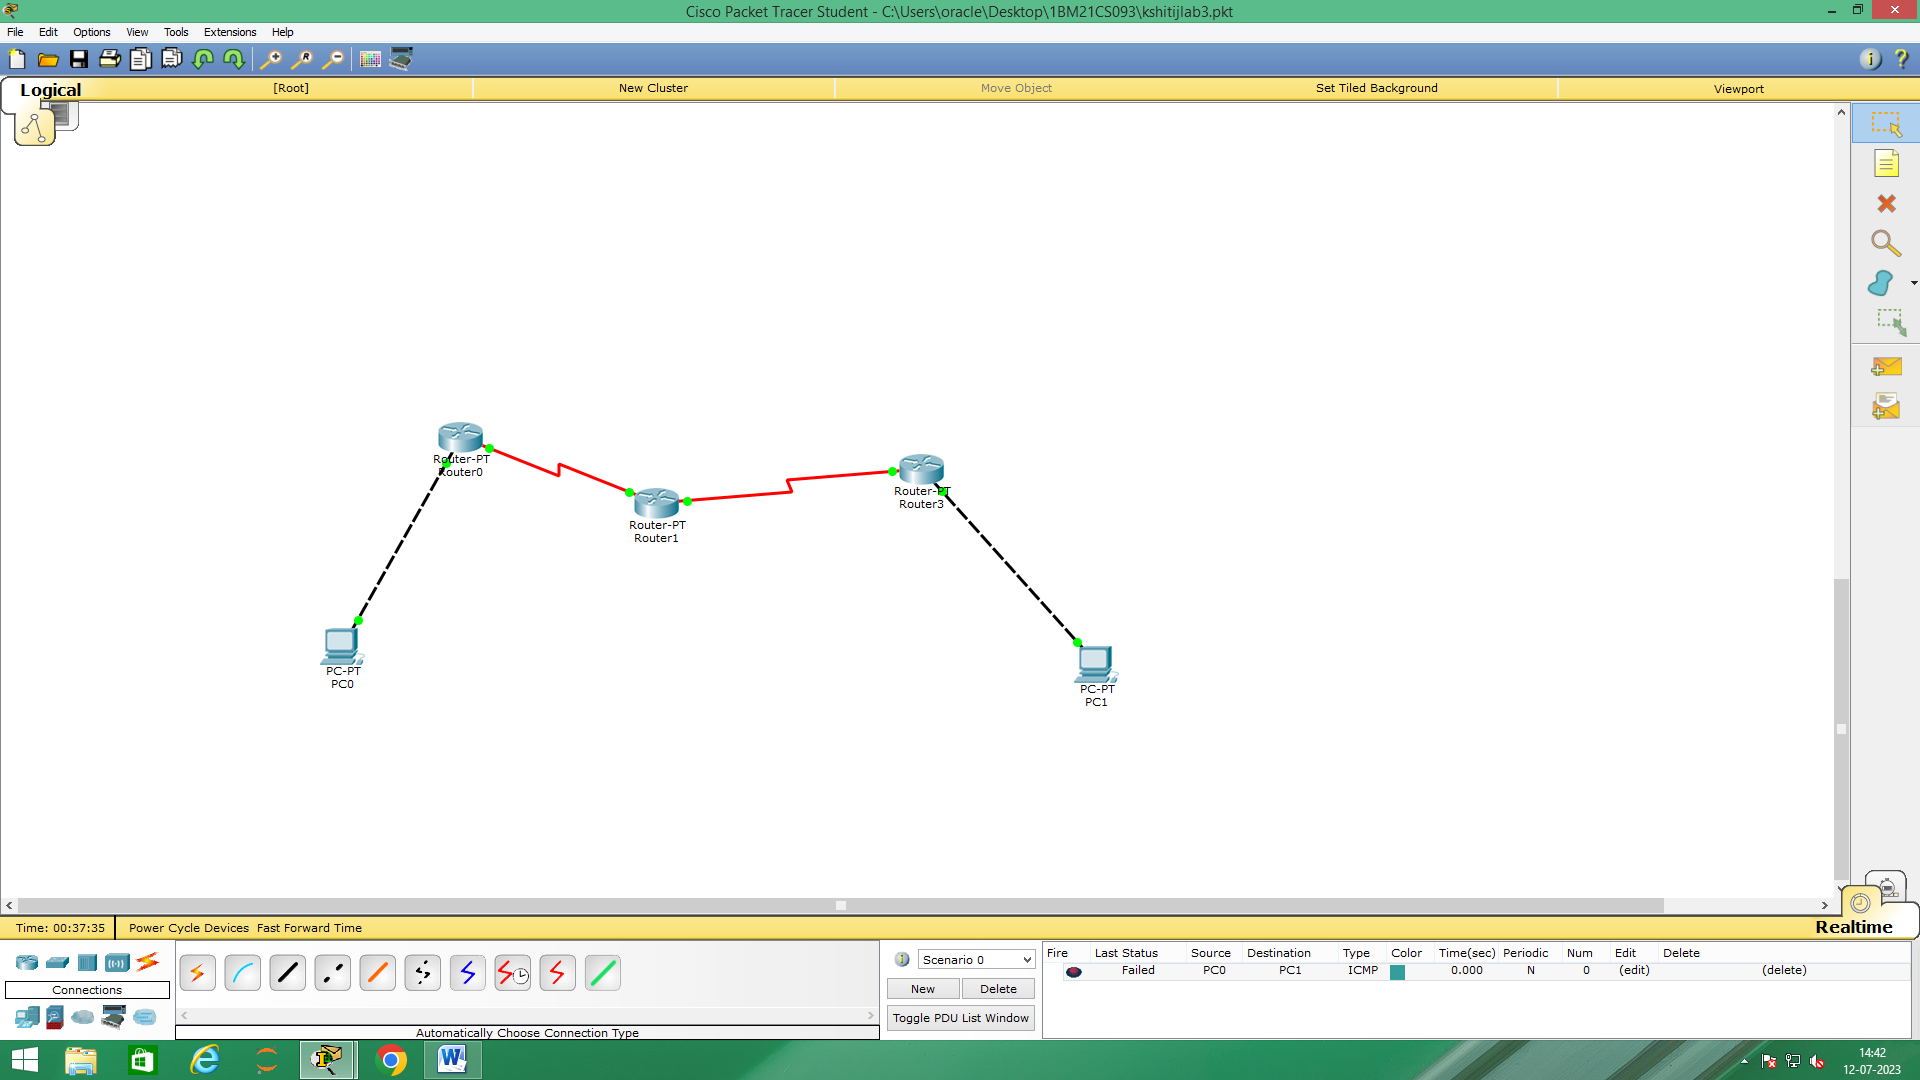 Cisco Packet Tracer Student - C:\Users\oracle\Desktop\1BM21CS093\kshitijlab3.pkt
File Edit Options View Tools Extensions Help
Logical [Root] New Cluster Move Object Set Tiled Background Viewport
Router-PT
Router0
Router-PT
Router3
Router-PT
Router1
PC-PT
PC0
PC-PT
PC1
Time: 00:37:35 Power Cycle Devices Fast Forward Time Realtime
Connections
Automatically Choose Connection Type
Scenario 0
New Delete
Toggle PDU List Window
Fire Last Status Source Destination Type Color Time(sec) Periodic Num Edit Delete
Failed PC0 PC1 ICMP 0.000 N 0 (edit) (delete)
14:42
12-07-2023